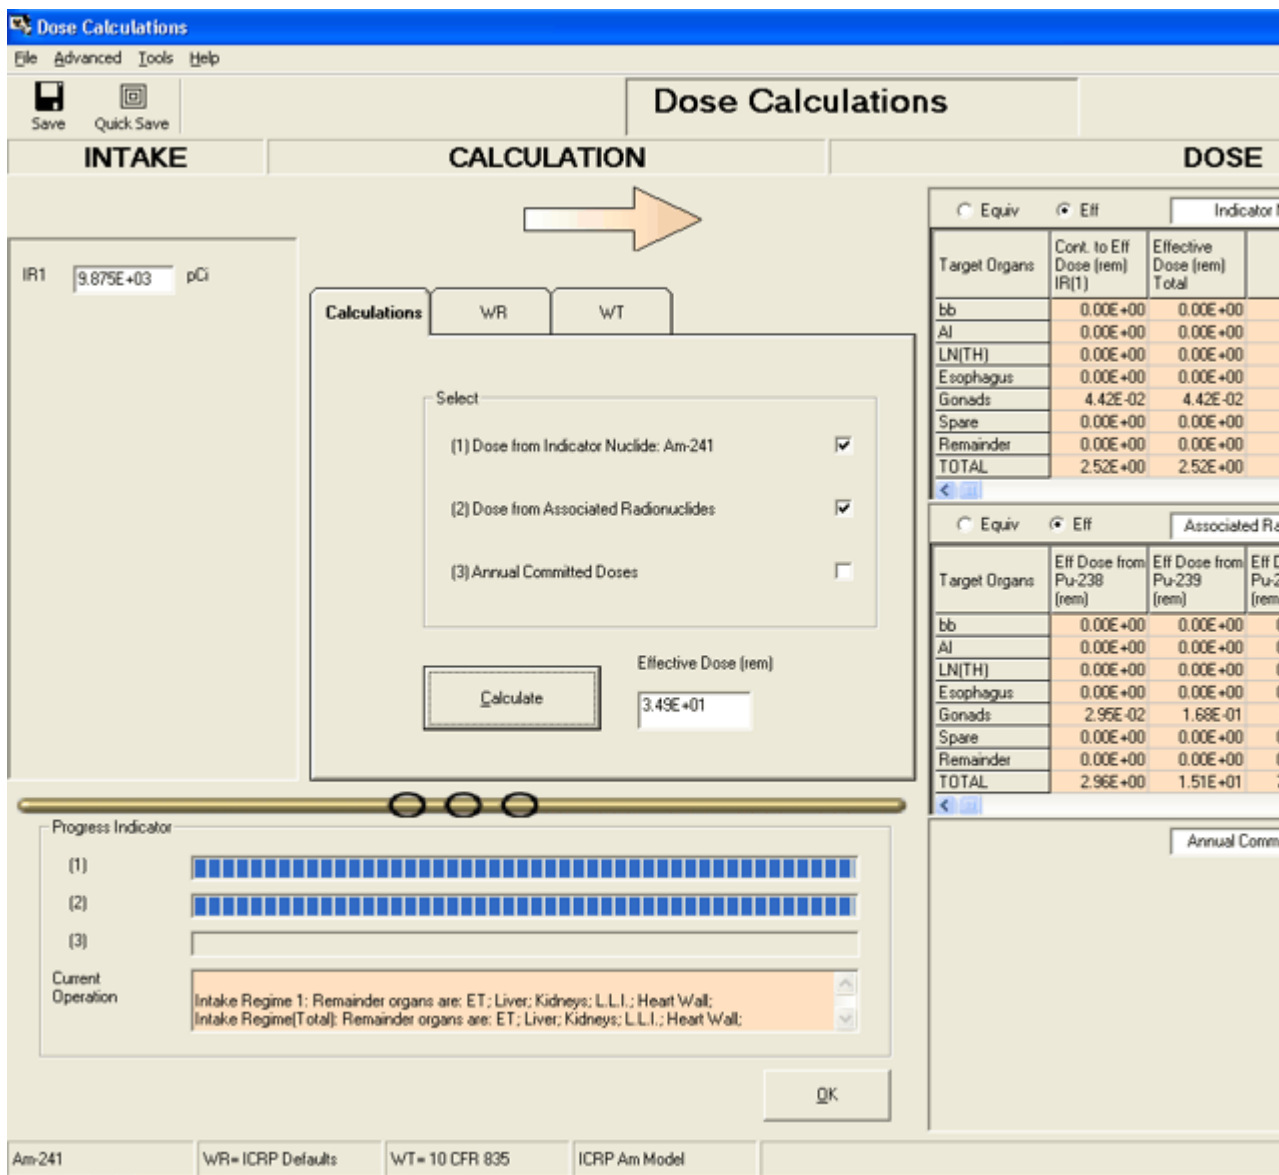 Dose Calculations
File Advanced Tools Help
Save Quick Save
Dose Calculations
INTAKE CALCULATION DOSE
IR1 9.875E+03 pCi
Calculations WR WT
Select
(1) Dose from Indicator Nuclide: Am-241
(2) Dose from Associated Radionuclides
(3) Annual Committed Doses
Calculate
Effective Dose (rem)
3.49E+01
Equiv Eff Indicator
Target Organs
Cont. to Eff
Dose (rem)
IR(1)
Effective
Dose (rem)
Total
bb 0.00E+00 0.00E+00
AI 0.00E+00 0.00E+00
LN(TH) 0.00E+00 0.00E+00
Esophagus 0.00E+00 0.00E+00
Gonads 4.42E-02 4.42E-02
Spare 0.00E+00 0.00E+00
Remainder 0.00E+00 0.00E+00
TOTAL 2.52E+00 2.52E+00
Equiv Eff Associated
Target Organs
Eff Dose from
Pu-238
(rem)
Eff Dose from
Pu-239
(rem)
Eff
bb 0.00E+00 0.00E+00
AI 0.00E+00 0.00E+00
LN(TH) 0.00E+00 0.00E+00
Esophagus 0.00E+00 0.00E+00
Gonads 2.95E-02 1.68E-01
Spare 0.00E+00 0.00E+00
Remainder 0.00E+00 0.00E+00
TOTAL 2.96E+00 1.51E+01
Annual
Progress Indicator
(1)
(2)
(3)
Current
Operation
Intake Regime 1: Remainder organs are: ET; Liver; Kidneys; L.L.I.; Heart Wall;
Intake Regime(Total): Remainder organs are: ET; Liver; Kidneys; L.L.I.; Heart Wall;
OK
Am-241 WR= ICRP Defaults WT= 10 CFR 835 ICRP Am Model